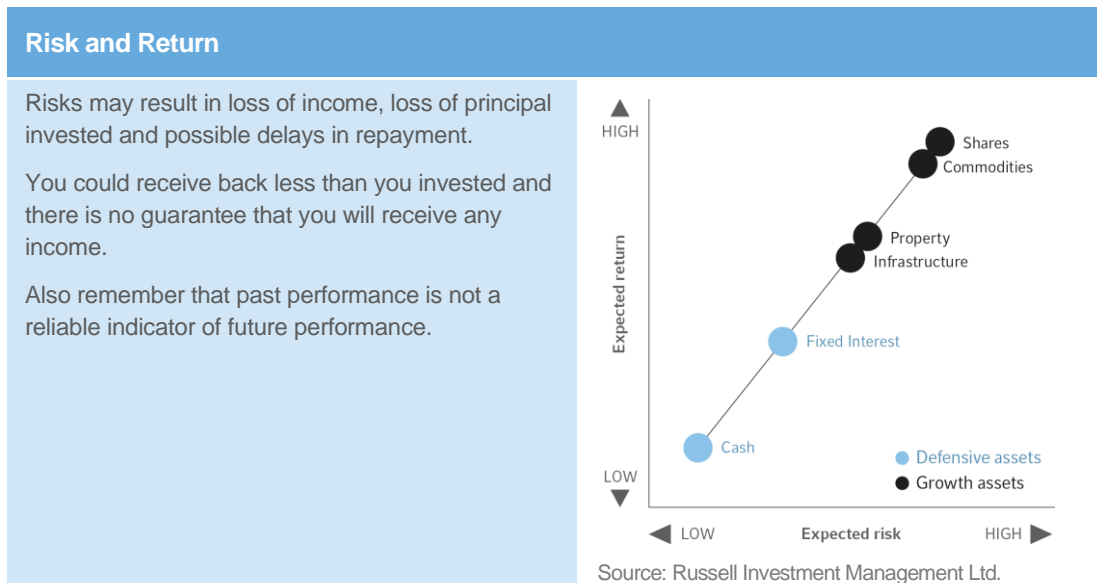 Risk and Return
Risks may result in loss of income, loss of principal
invested and possible delays in repayment.
You could receive back less than you invested and
there is no guarantee that you will receive any
income.
Also remember that past performance is not a
reliable indicator of future performance.
HIGH
Expected return
LOW
Shares
Commodities
Property
Infrastructure
Fixed Interest
Cash
Defensive assets
Growth assets
LOW
Expected risk
HIGH
Source: Russell Investment Management Ltd.